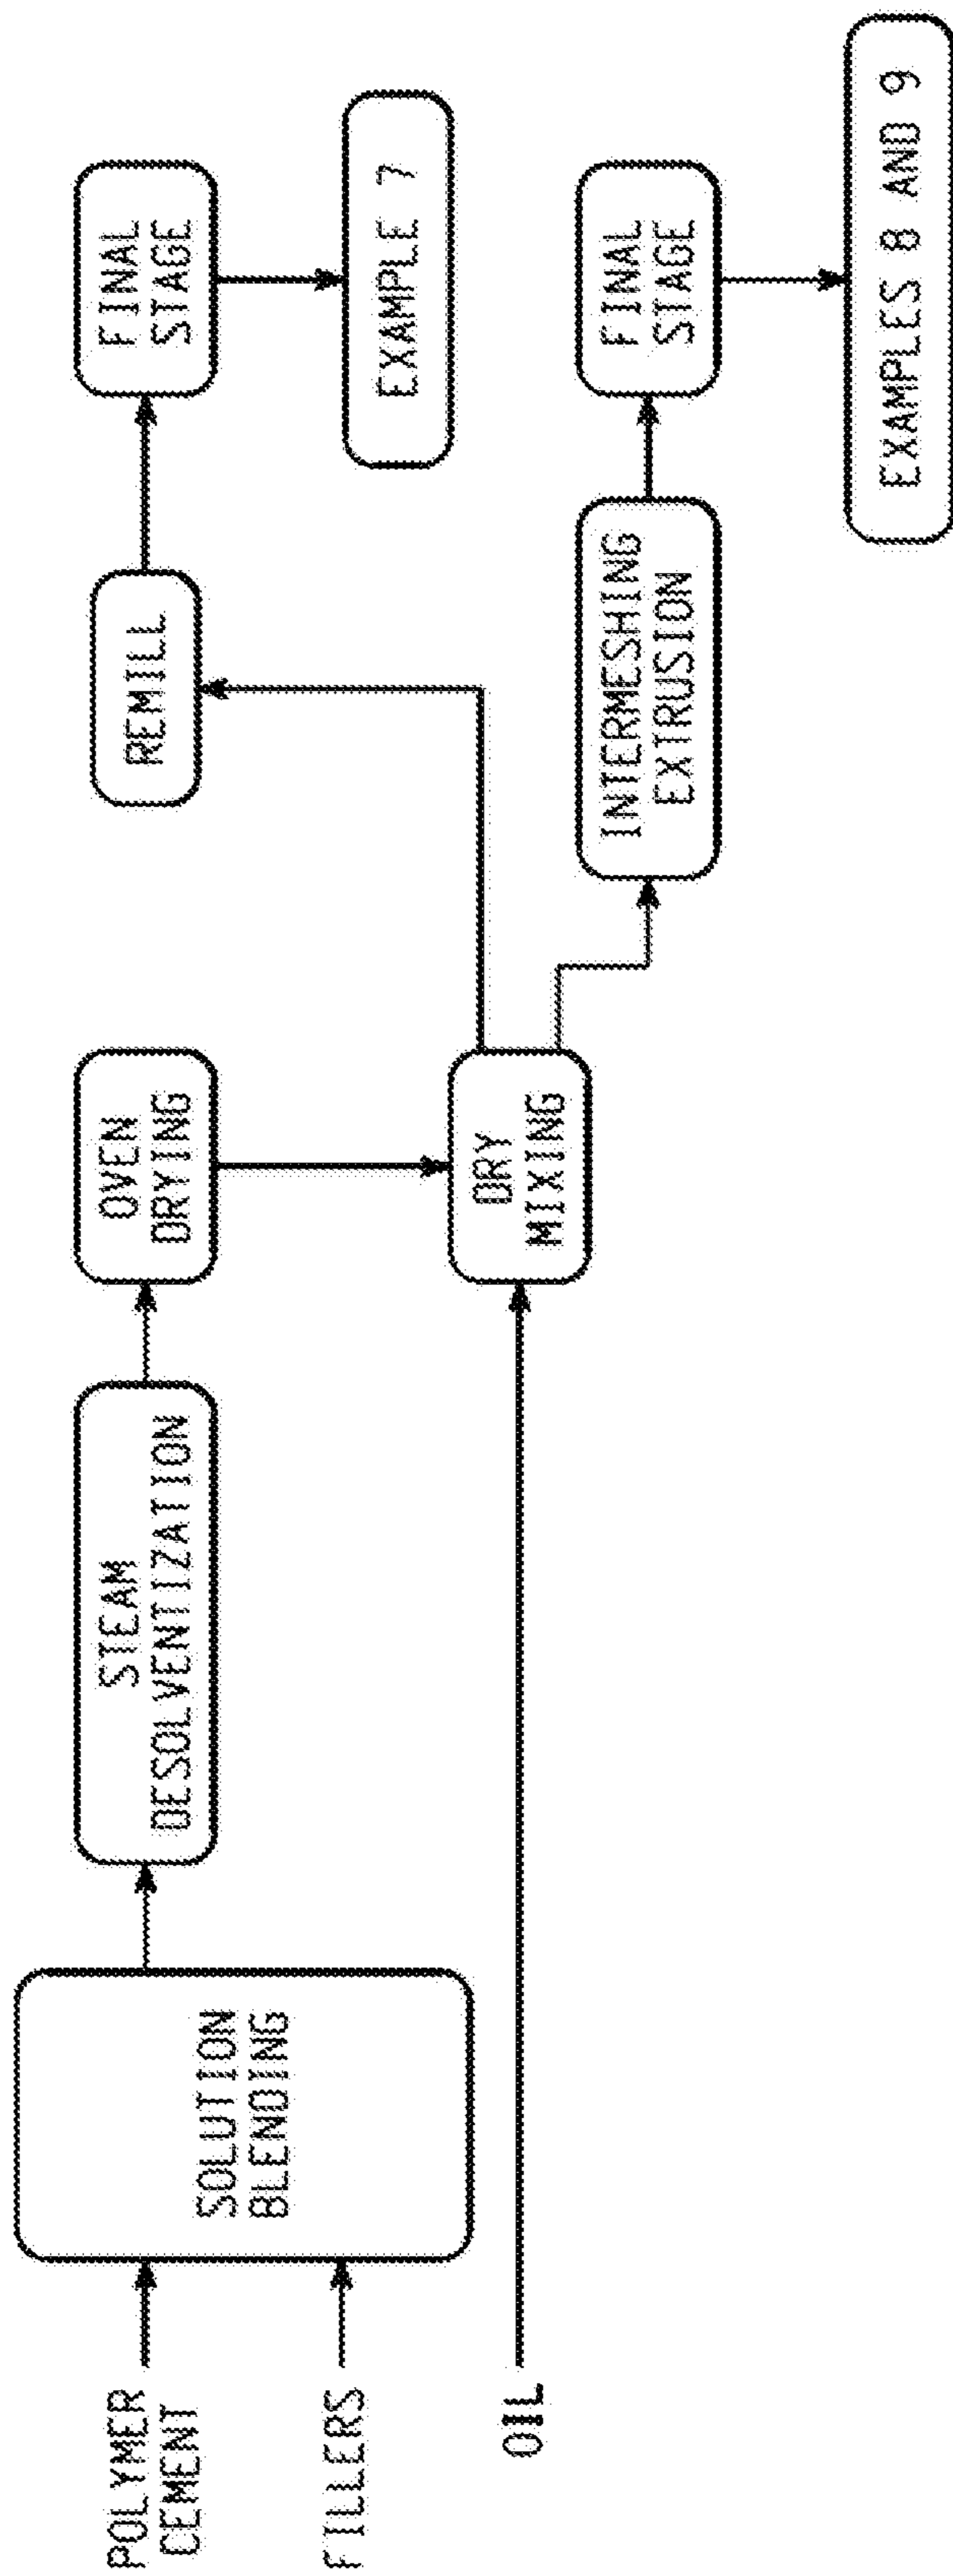 POLYMER
CEMENT
FILLERS
OIL
SOLUTION
BLENDING
STEAM
DESOLVENTIZATION
OVEN
DRYING
DRY
MIXING
REMILL
FINAL
STAGE
EXAMPLE 7
INTERMESHING
EXTRUSION
FINAL
STAGE
EXAMPLES 8 AND 9